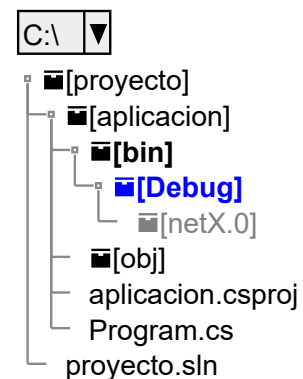 C:\
[proyecto]
[aplicacion]
[bin]
[Debug]
[netX.0]
[obj]
aplicacion.csproj
Program.cs
proyecto.sln